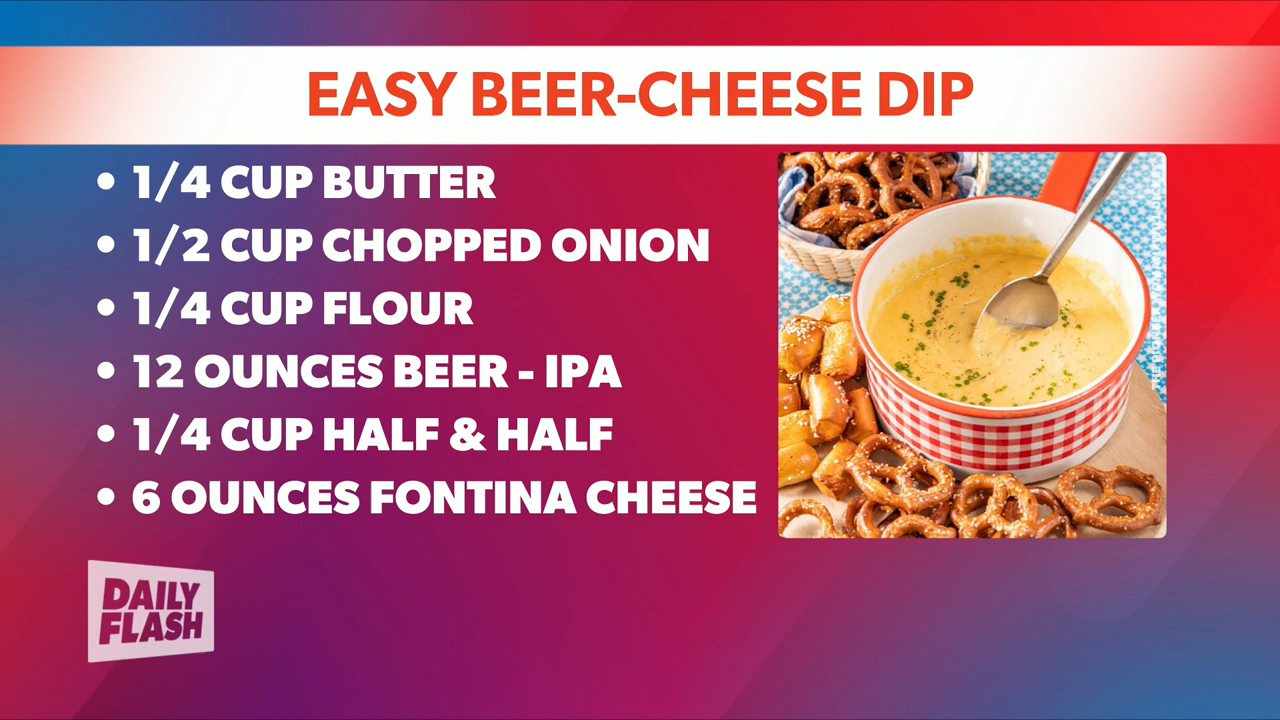 EASY BEER-CHEESE DIP
• 1/4 CUP BUTTER
• 1/2 CUP CHOPPED ONION
• 1/4 CUP FLOUR
• 12 OUNCES BEER - IPA
• 1/4 CUP HALF & HALF
• 6 OUNCES FONTINA CHEESE
DAILY
FLASH